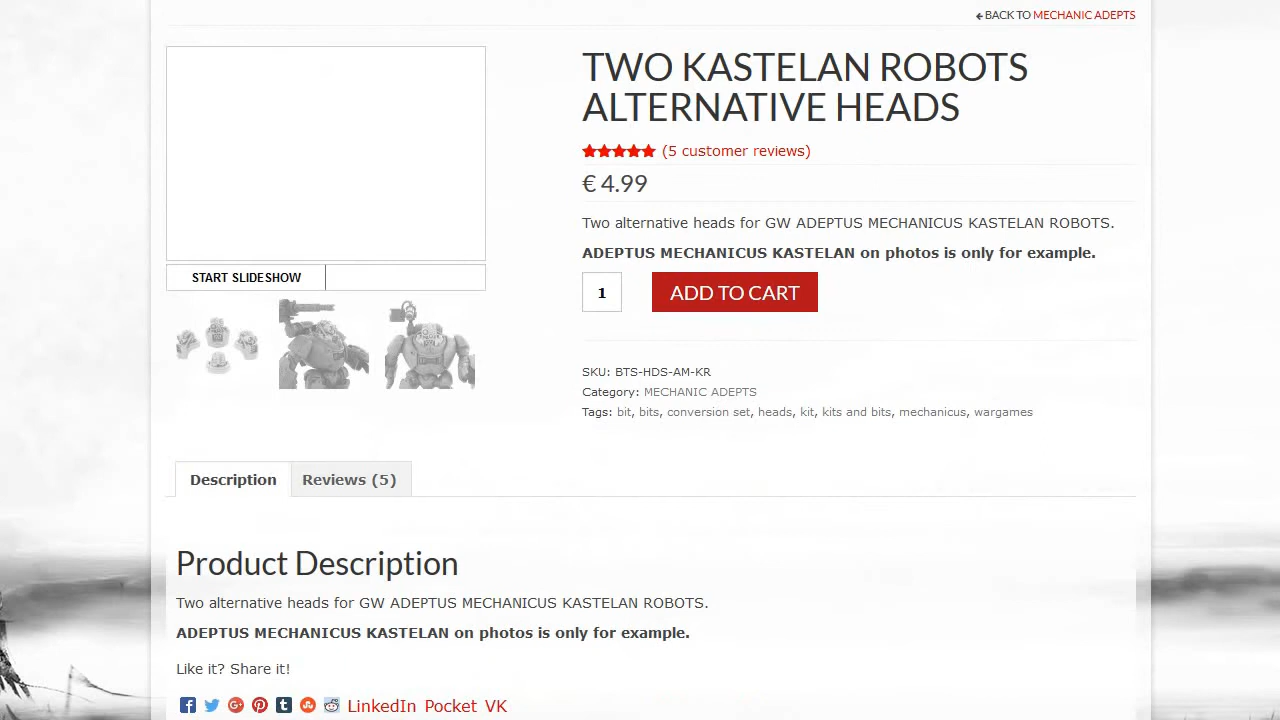 BACK TO MECHANIC ADEPTS
TWO KASTELAN ROBOTS
ALTERNATIVE HEADS
(5 customer reviews)
€ 4.99
Two alternative heads for GW ADEPTUS MECHANICUS KASTELAN ROBOTS.
ADEPTUS MECHANICUS KASTELAN on photos is only for example.
1 ADD TO CART
START SLIDESHOW
SKU: BTS-HDS-AM-KR
Category: MECHANIC ADEPTS
Tags: bit, bits, conversion set, heads, kit, kits and bits, mechanicus, wargames
Description Reviews (5)
Product Description
Two alternative heads for GW ADEPTUS MECHANICUS KASTELAN ROBOTS.
ADEPTUS MECHANICUS KASTELAN on photos is only for example.
Like it? Share it!
LinkedIn Pocket VK